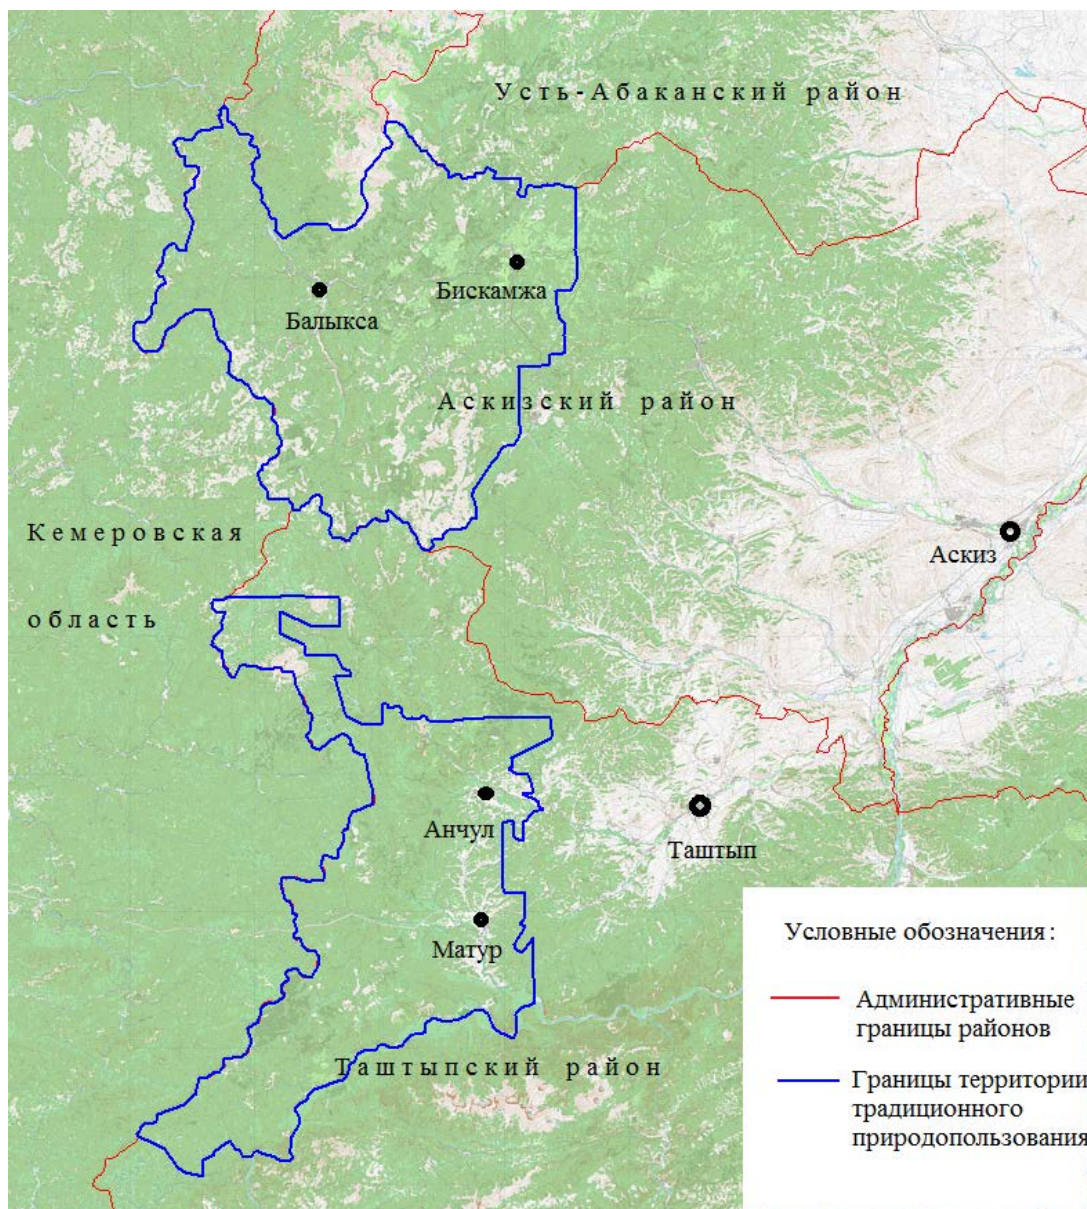 Усть-Абаканский район
Бискамжа
Балыкса
Аскизский район
Кемеровская
область
Аскиз
Анчул
Таштып
Матур
Таштыпский район
Условные обозначения:
Административные
границы районов
Границы территории
традиционного
природопользования